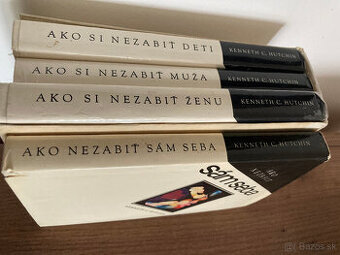 AKO SI NEZABIŤ DETI KENNETH C. HUTCHIN
AKO SI NEZABIŤ MUŽA KENNETH C. HUTCHIN
AKO SI NEZABIŤ ŽENU KENNETH C. HUTCHIN
AKO NEZABIŤ SÁM SEBA KENNETH C. HUTCHIN
Sám seba
Bazos.sk